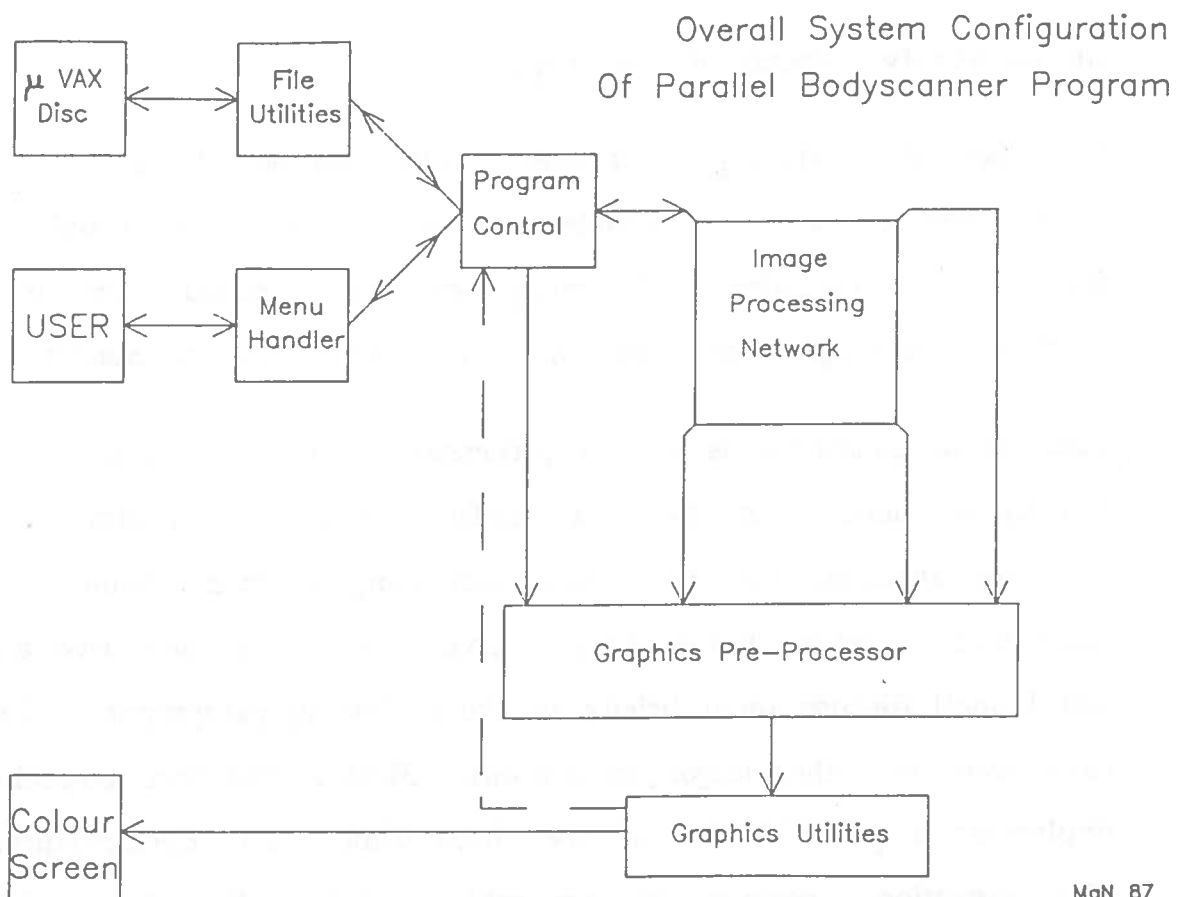 Overall System Configuration
Of Parallel Bodyscanner Program
μ VAX
Disc
File
Utilities
Program
Control
Image
Processing
Network
USER
Menu
Handler
Graphics Pre-Processor
Graphics Utilities
Colour
Screen
MaN 87